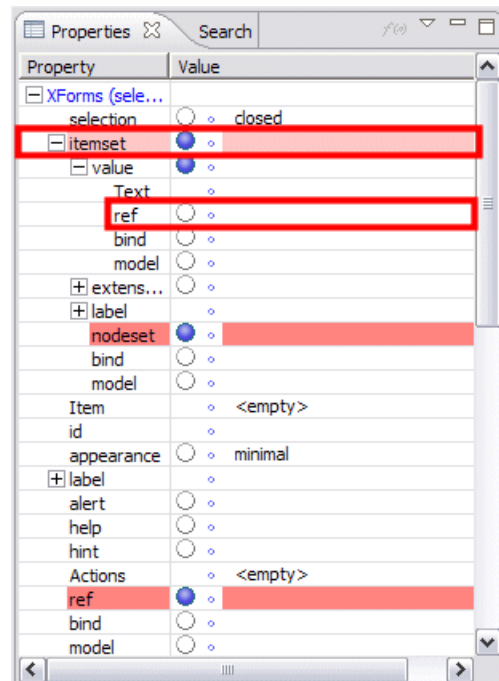 Properties Search f(x)
Property Value
XForms (sele...
selection closed
itemset
value
Text
ref
bind
model
extens...
label
nodeset
bind
model
Item <empty>
id
appearance minimal
label
alert
help
hint
Actions <empty>
ref
bind
model